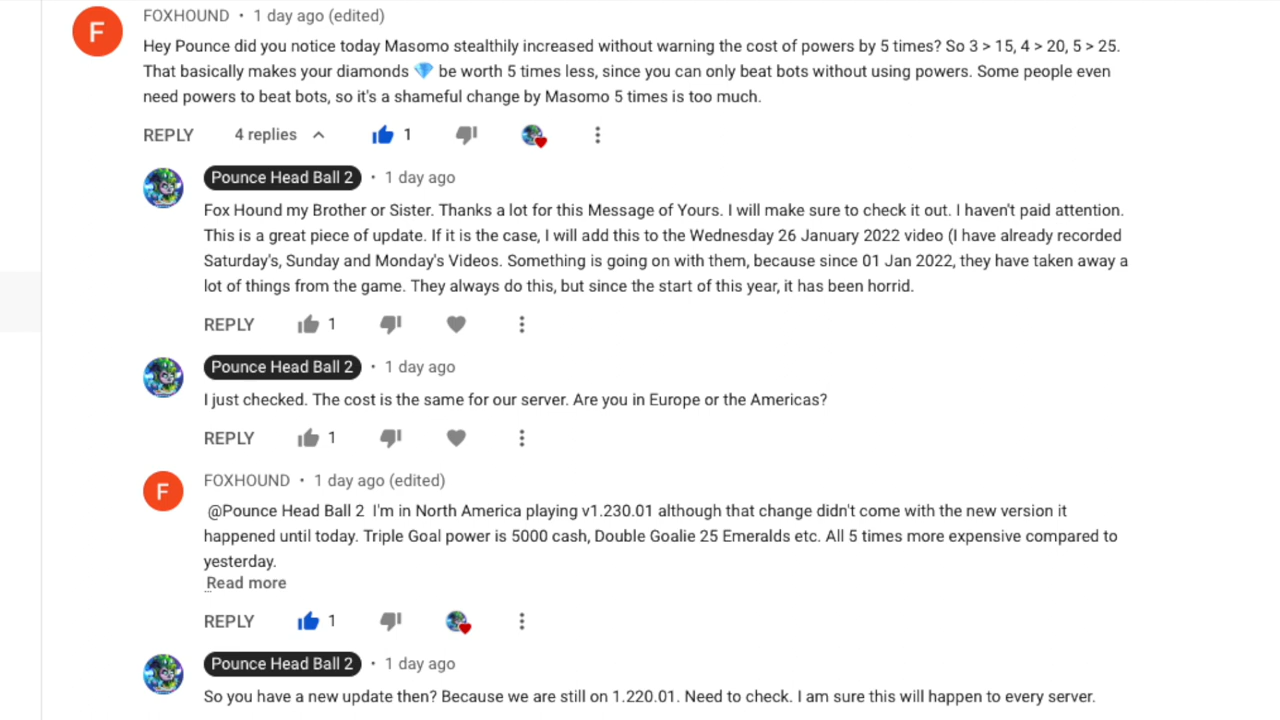 F
FOXHOUND • 1 day ago (edited)
Hey Pounce did you notice today Masomo stealthily increased without warning the cost of powers by 5 times? So 3 > 15, 4 > 20, 5 > 25.
That basically makes your diamonds 💎 be worth 5 times less, since you can only beat bots without using powers. Some people even
need powers to beat bots, so it's a shameful change by Masomo 5 times is too much.
REPLY 4 replies 1
Pounce Head Ball 2 • 1 day ago
Fox Hound my Brother or Sister. Thanks a lot for this Message of Yours. I will make sure to check it out. I haven't paid attention.
This is a great piece of update. If it is the case, I will add this to the Wednesday 26 January 2022 video (I have already recorded
Saturday's, Sunday and Monday's Videos. Something is going on with them, because since 01 Jan 2022, they have taken away a
lot of things from the game. They always do this, but since the start of this year, it has been horrid.
REPLY 1
Pounce Head Ball 2 • 1 day ago
I just checked. The cost is the same for our server. Are you in Europe or the Americas?
REPLY 1
F
FOXHOUND • 1 day ago (edited)
@Pounce Head Ball 2 I'm in North America playing v1.230.01 although that change didn't come with the new version it
happened until today. Triple Goal power is 5000 cash, Double Goalie 25 Emeralds etc. All 5 times more expensive compared to
yesterday.
Read more
REPLY 1
Pounce Head Ball 2 • 1 day ago
So you have a new update then? Because we are still on 1.220.01. Need to check. I am sure this will happen to every server.